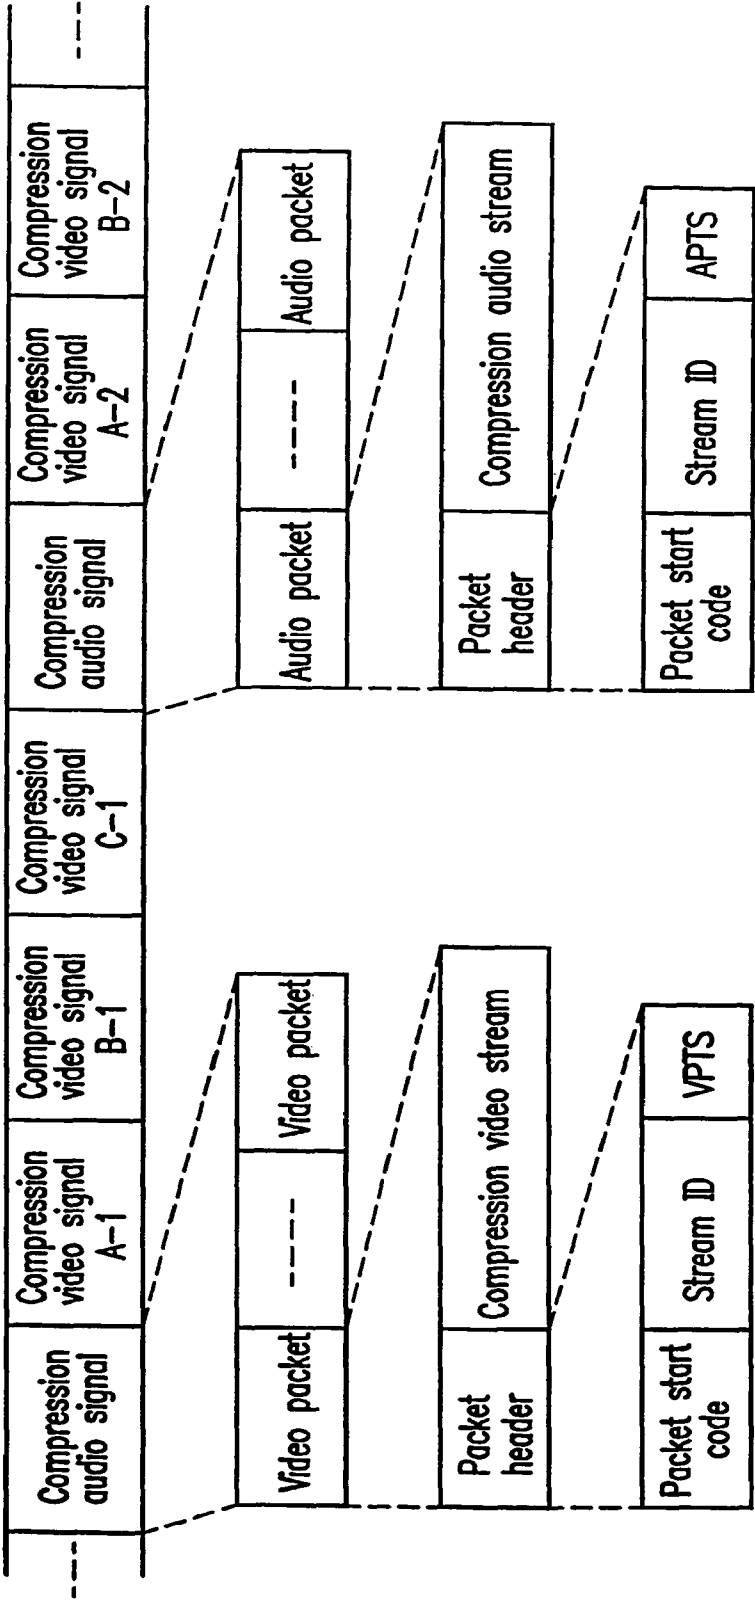 Compression
audio signal
Compression
video signal
A-1
Compression
video signal
B-1
Compression
video signal
C-1
Compression
audio signal
Compression
video signal
A-2
Compression
video signal
B-2
Video packet
Video packet
Audio packet
Audio packet
Packet
header
Compression video stream
Packet
header
Compression audio stream
Packet start
code
Stream ID
VPTS
Packet start
code
Stream ID
APTS